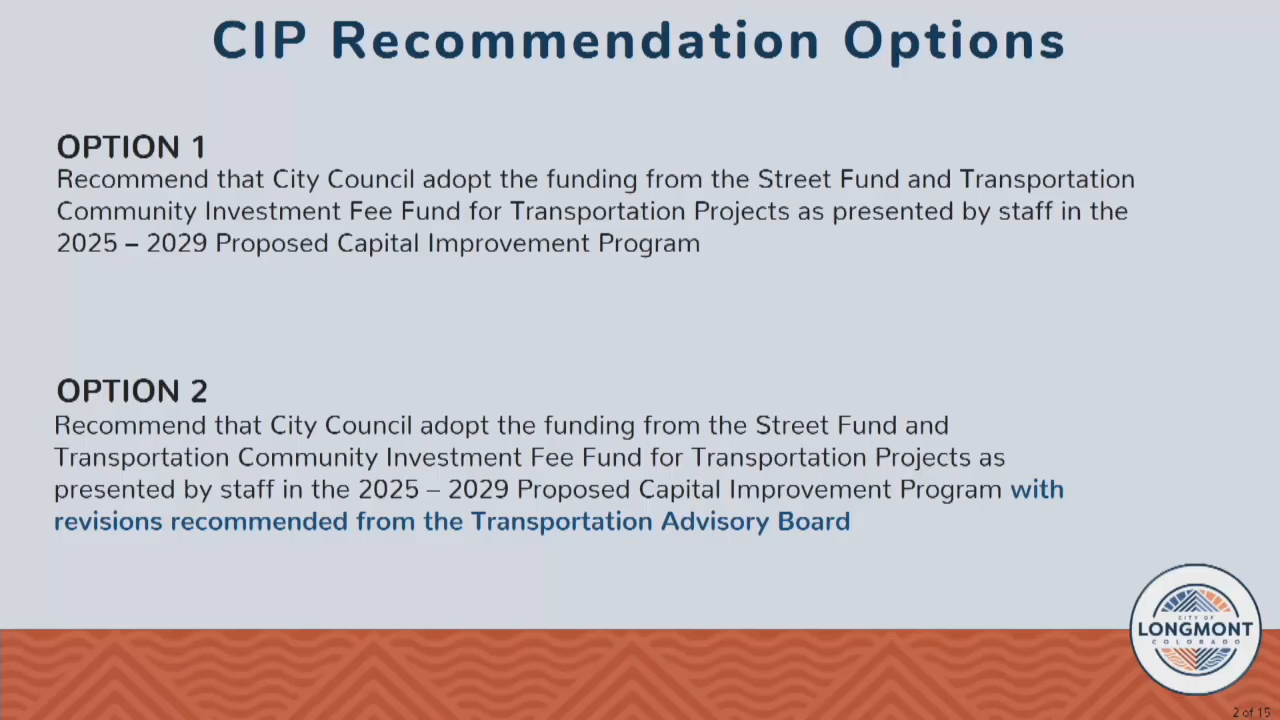 CIP Recommendation Options
OPTION 1
Recommend that City Council adopt the funding from the Street Fund and Transportation
Community Investment Fee Fund for Transportation Projects as presented by staff in the
2025 – 2029 Proposed Capital Improvement Program
OPTION 2
Recommend that City Council adopt the funding from the Street Fund and
Transportation Community Investment Fee Fund for Transportation Projects as
presented by staff in the 2025 – 2029 Proposed Capital Improvement Program with
revisions recommended from the Transportation Advisory Board
CITY OF
LONGMONT
COLORADO
2 of 15